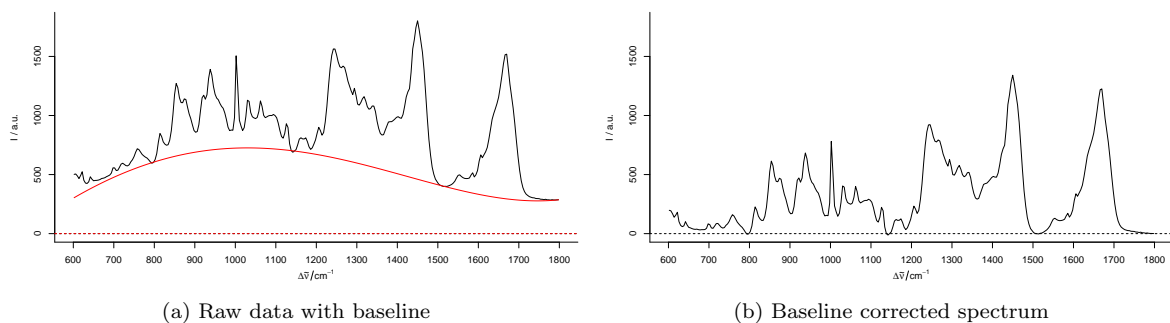 1500
1000
500
0
I / a.u.
600 700 800 900 1000 1100 1200 1300 1400 1500 1600 1700 1800
Δν̅/cm⁻¹
(a) Raw data with baseline
1500
1000
500
0
I / a.u.
600 700 800 900 1000 1100 1200 1300 1400 1500 1600 1700 1800
Δν̅/cm⁻¹
(b) Baseline corrected spectrum